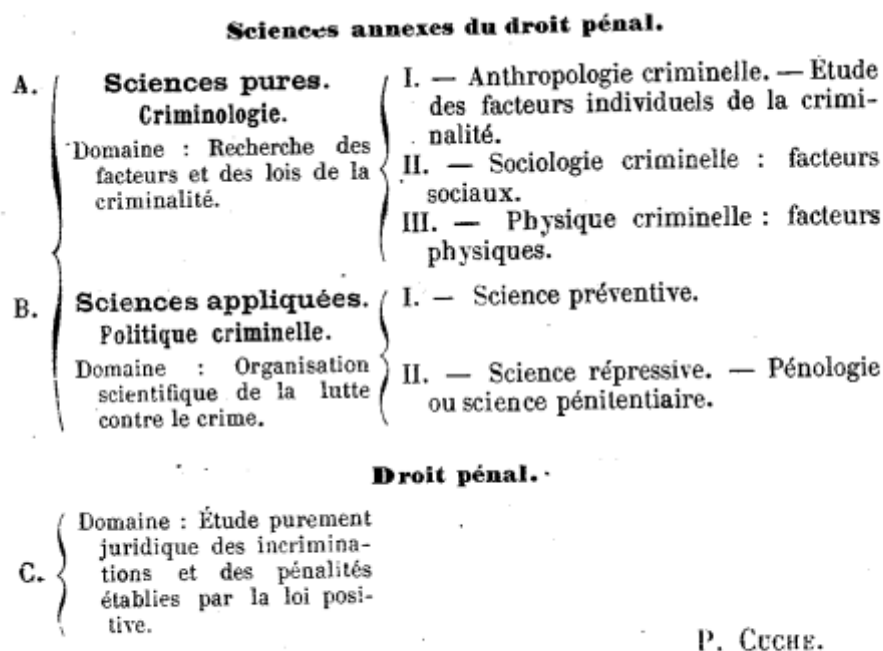 Sciences annexes du droit pénal.
A.
Sciences pures.
Criminologie.
Domaine : Recherche des
facteurs et des lois de la
criminalité.
I. — Anthropologie criminelle. — Étude
des facteurs individuels de la crimi-
nalité.
II. — Sociologie criminelle : facteurs
sociaux.
III. — Physique criminelle : facteurs
physiques.
B.
Sciences appliquées.
Politique criminelle.
Domaine : Organisation
scientifique de la lutte
contre le crime.
I. — Science préventive.
II. — Science répressive. — Pénologie
ou science pénitentiaire.
Droit pénal.
C.
Domaine : Étude purement
juridique des incrimina-
tions et des pénalités
établies par la loi posi-
tive.
P. CUCHE.